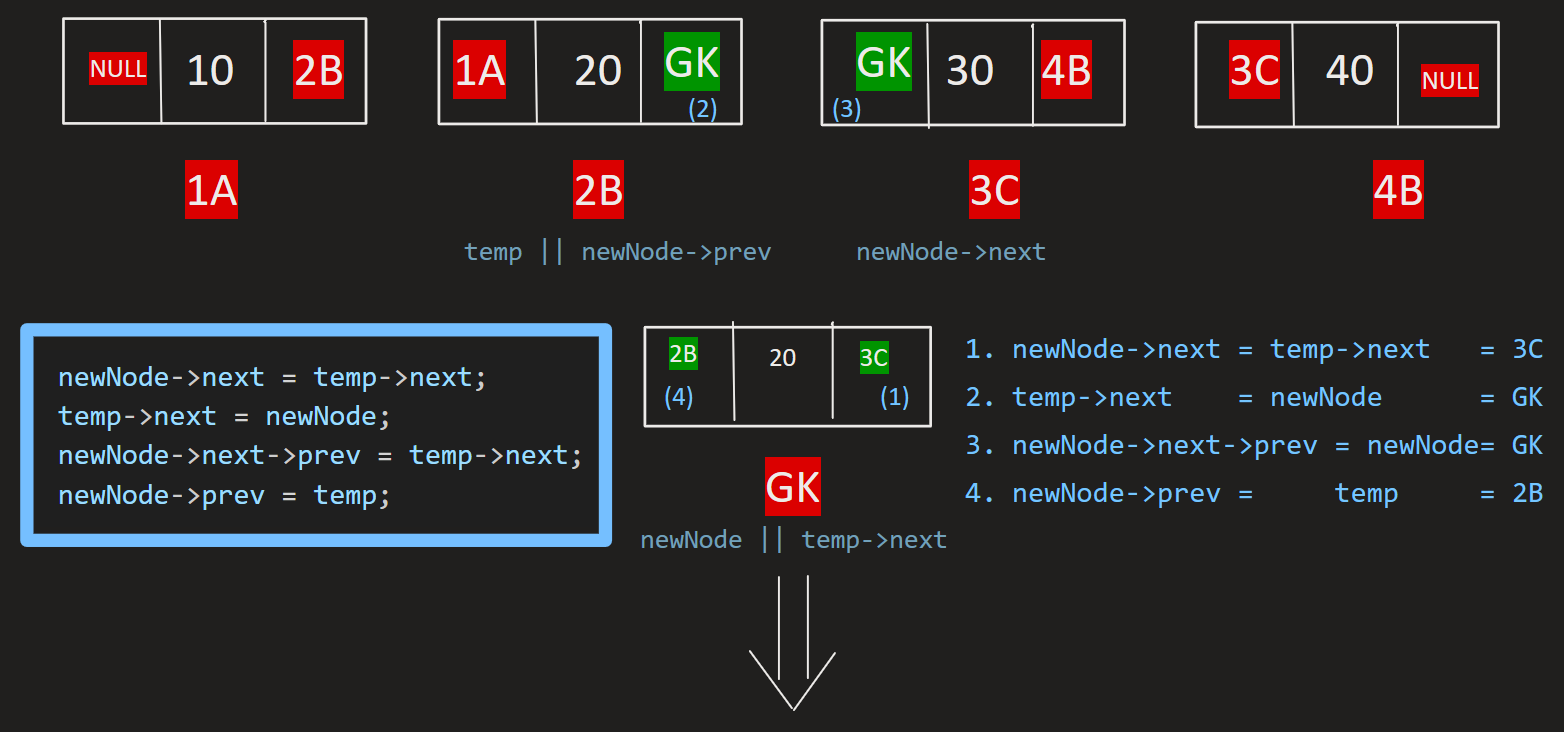 NULL 10 2B
1A 20 GK
(2)
GK 30 4B
(3)
3C 40 NULL
1A
2B
3C
4B
temp || newNode->prev
newNode->next
newNode->next = temp->next;
temp->next = newNode;
newNode->next->prev = temp->next;
newNode->prev = temp;
2B 20 3C
(4) (1)
GK
newNode || temp->next
1. newNode->next = temp->next = 3C
2. temp->next = newNode = GK
3. newNode->next->prev = newNode= GK
4. newNode->prev = temp = 2B